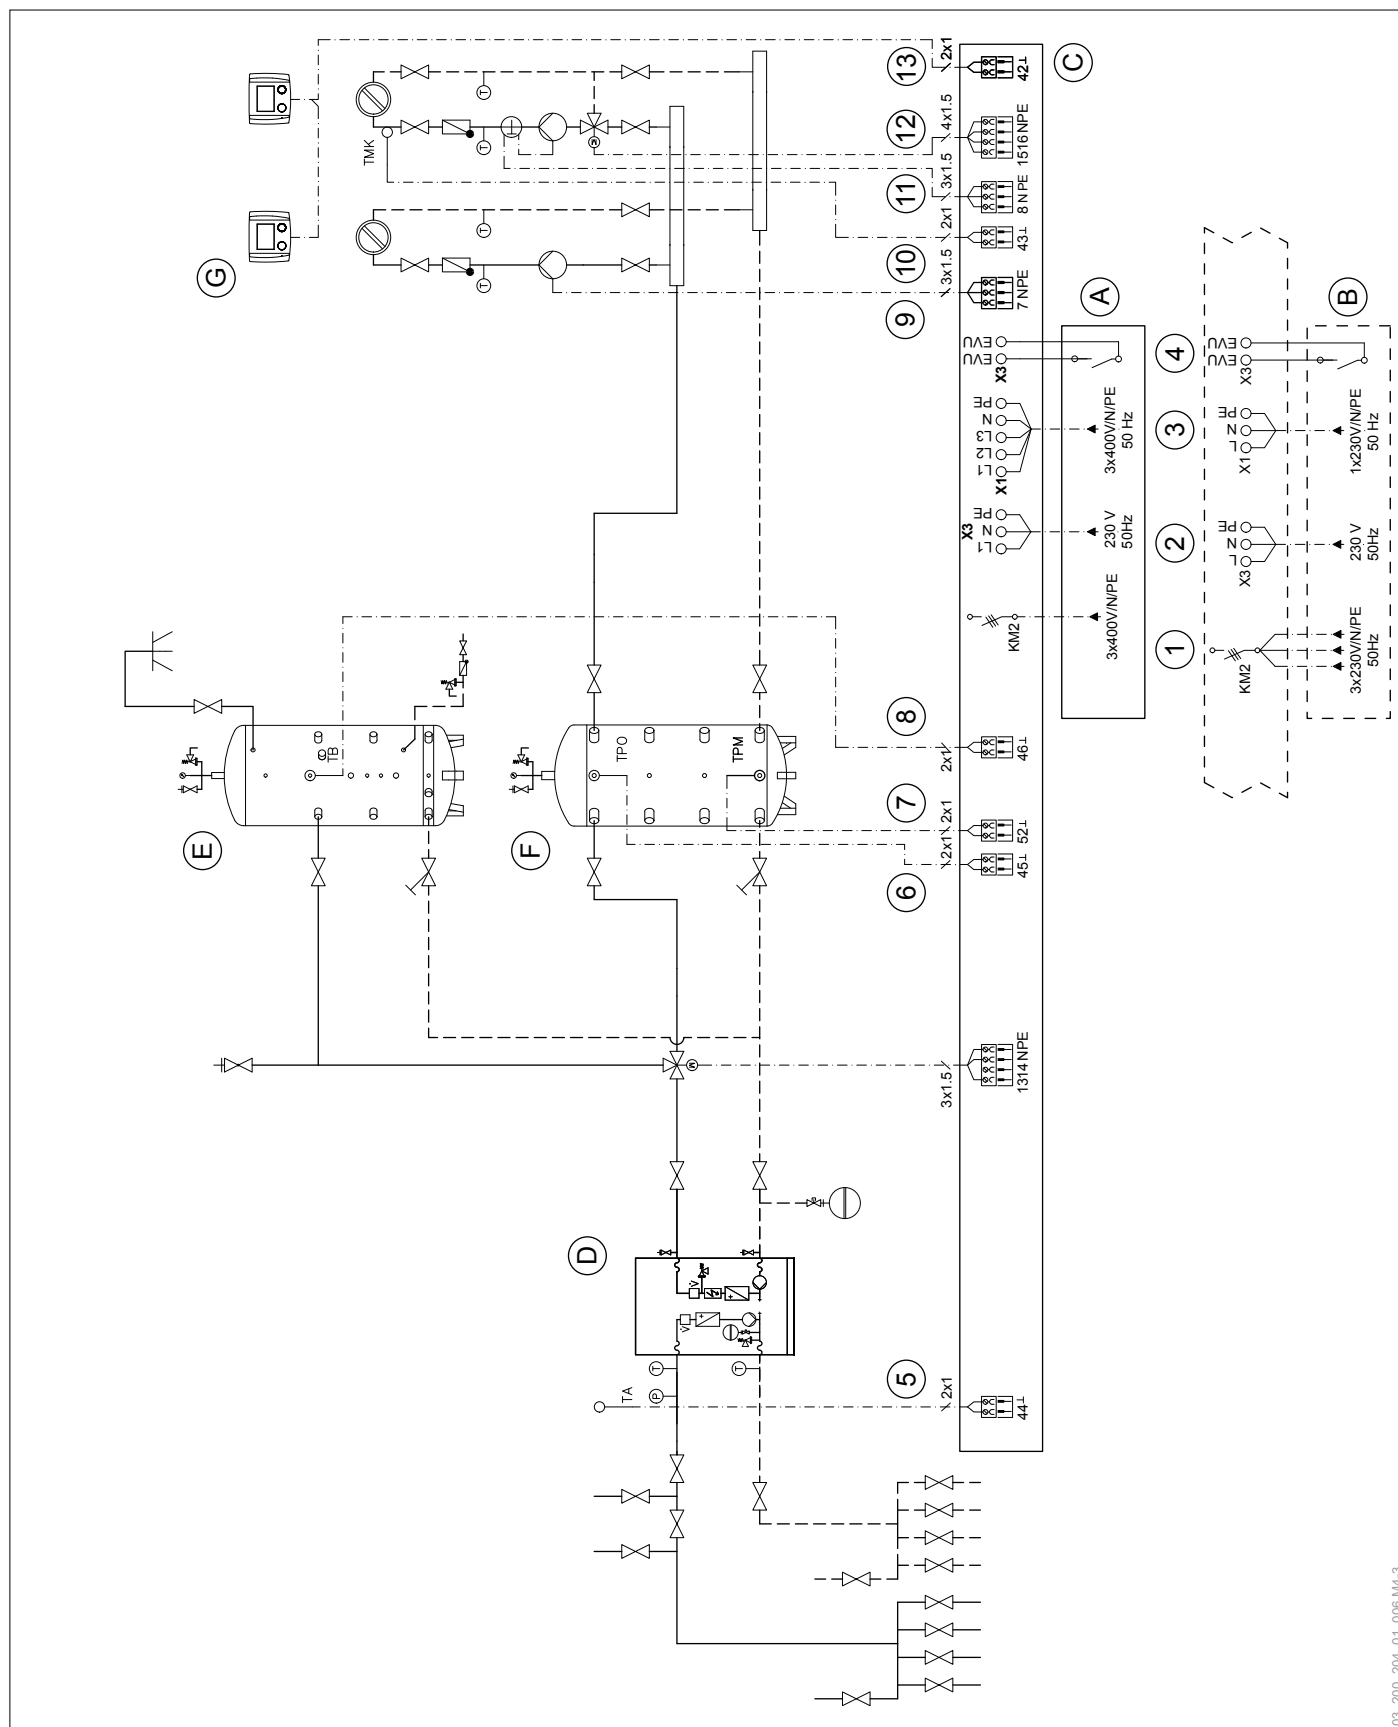 E
G
F
TB
TMK
D
TPO
TA
TPM
P
T
T
V̇
V̇
M
T
T
T
T
M
5
6
7
8
9
10
11
12
13
2x1
3x1.5
2x1
2x1
2x1
3x1.5
2x1
3x1.5
4x1.5
2x1
44⊥
1314 NPE
45⊥
52⊥
46⊥
7 NPE
43⊥
8 N PE
1516 NPE
42⊥
C
KM2
X3
L1
N
PE
X1
L1
L2
L3
N
PE
X3
EVU
EVU
A
3x400V/N/PE
230 V
50Hz
3x400V/N/PE
50 Hz
1
2
3
4
KM2
X3
L
N
PE
X1
L
N
PE
X3
EVU
EVU
B
3x230V/N/PE
50Hz
230 V
50Hz
1x230V/N/PE
50 Hz
03_200_204_01_006 M4-3